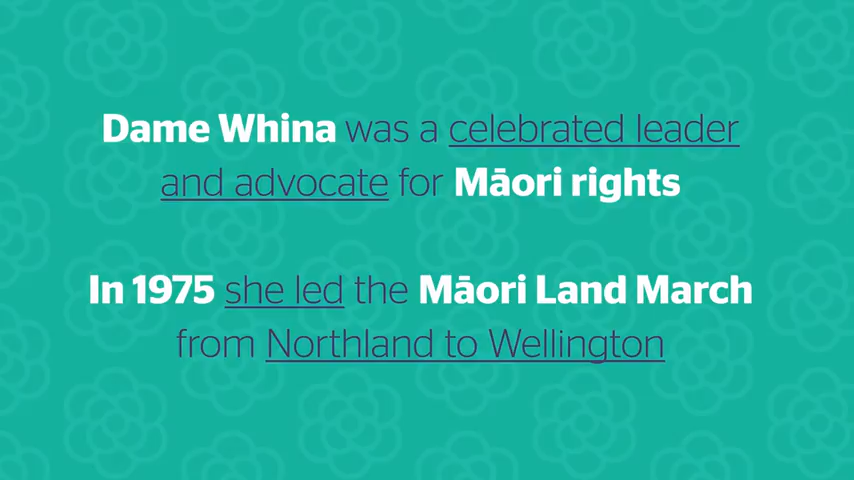 Dame Whina was a celebrated leader
and advocate for Māori rights
In 1975 she led the Māori Land March
from Northland to Wellington